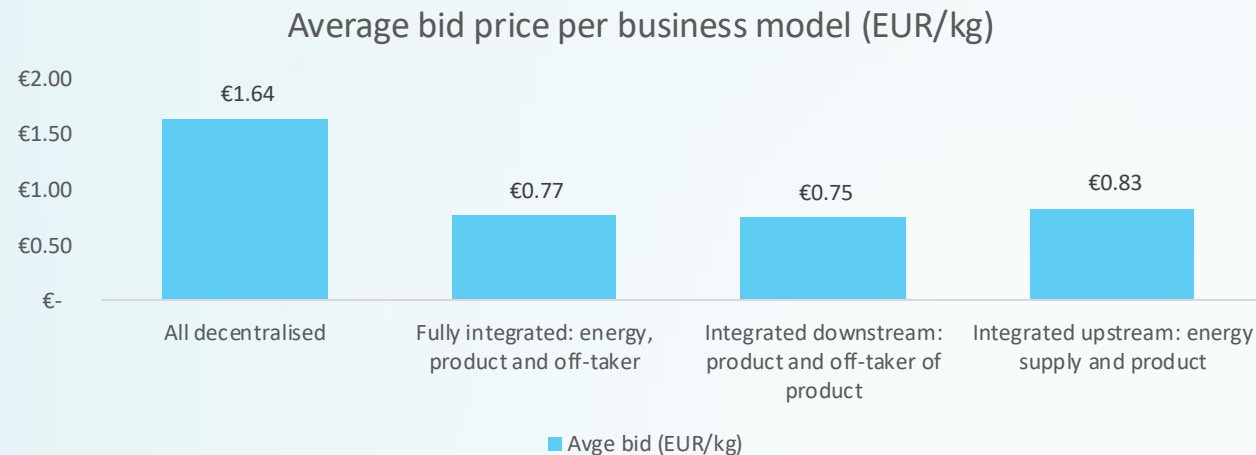 Average bid price per business model (EUR/kg)
€2.00
€1.50
€1.00
€0.50
€-
€1.64
€0.77
€0.75
€0.83
All decentralised
Fully integrated: energy,
product and off-taker
Integrated downstream:
product and off-taker of
product
Integrated upstream: energy
supply and product
Avge bid (EUR/kg)